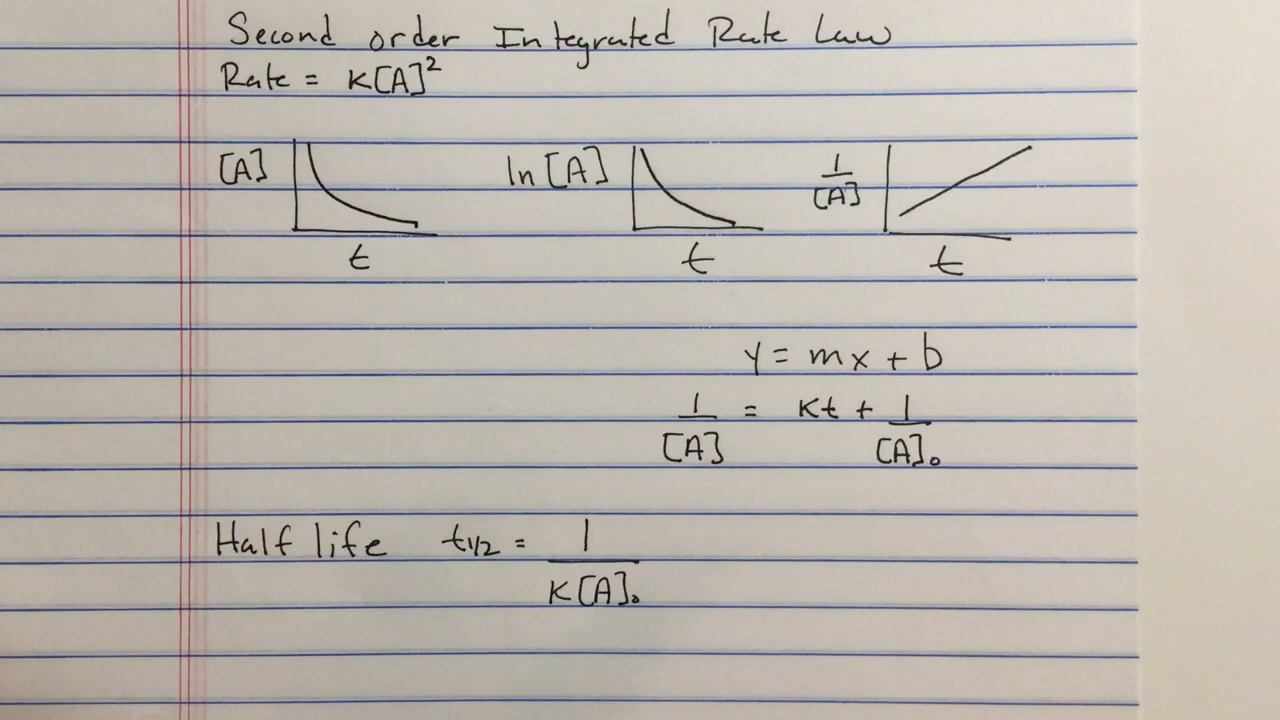 Second order Integrated Rate Law
Rate = K[A]²
[A] ln[A] 1/[A]
t t t
y = mx + b
1/[A] = Kt + 1/[A]₀
Half life t1/2 = 1/K[A]₀